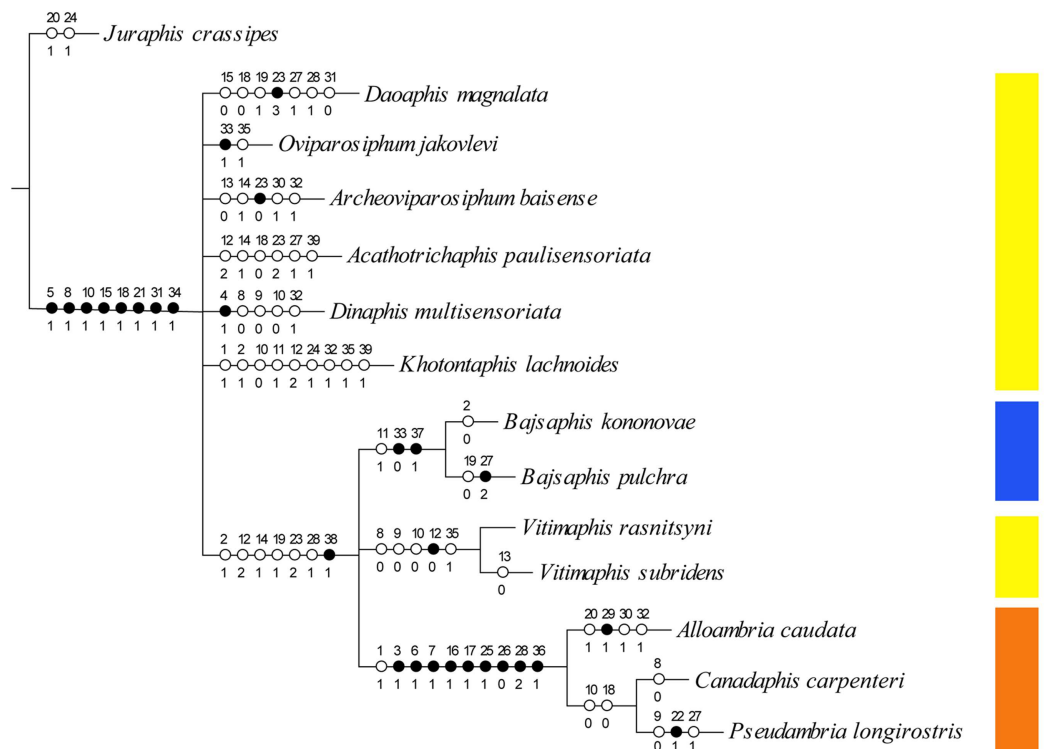 20 24
Juraphis crassipes
1 1
15 18 19 23 27 28 31
Daoaphis magnalata
0 0 1 3 1 1 0
33 35
Oviparosiphum jakovlevi
1 1
13 14 23 30 32
Archeoviparosiphum baisense
0 1 0 1 1
12 14 18 23 27 39
Acathotrichaphis paulisensoriata
2 1 0 2 1 1
5 8 10 15 18 21 31 34
1 1 1 1 1 1 1 1
4 8 9 10 32
Dinaphis multisensoriata
1 0 0 0 1
1 2 10 11 12 24 32 35 39
Khotontaphis lachnoides
1 1 0 1 2 1 1 1 1
2
Bajsaphis kononovae
0
11 33 37
1 0 1
19 27
Bajsaphis pulchra
0 2
Vitimaphis rasnitsyni
2 12 14 19 23 28 38
1 2 1 1 2 1 1
8 9 10 12 35
0 0 0 0 1
13
Vitimaphis subridens
0
20 29 30 32
Alloambria caudata
1 1 1 1
1 3 6 7 16 17 25 26 28 36
1 1 1 1 1 1 1 0 2 1
8
Canadaphis carpenteri
0
10 18
0 0
9 22 27
Pseudambria longirostris
0 1 1